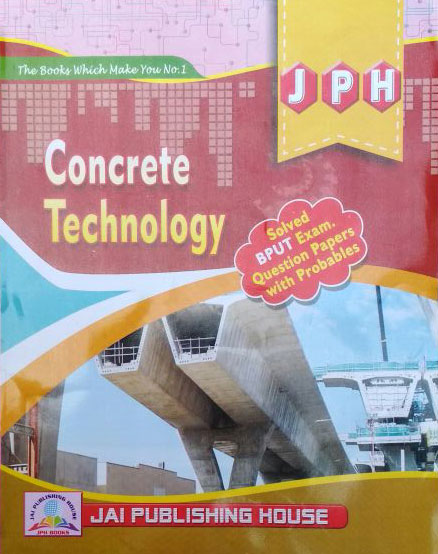 The Books Which Make You No.1
J P H
Concrete
Technology
Solved
BPUT Exam.
Question Papers
with Probables
JAI PUBLISHING HOUSE
JPH BOOKS
JAI PUBLISHING HOUSE